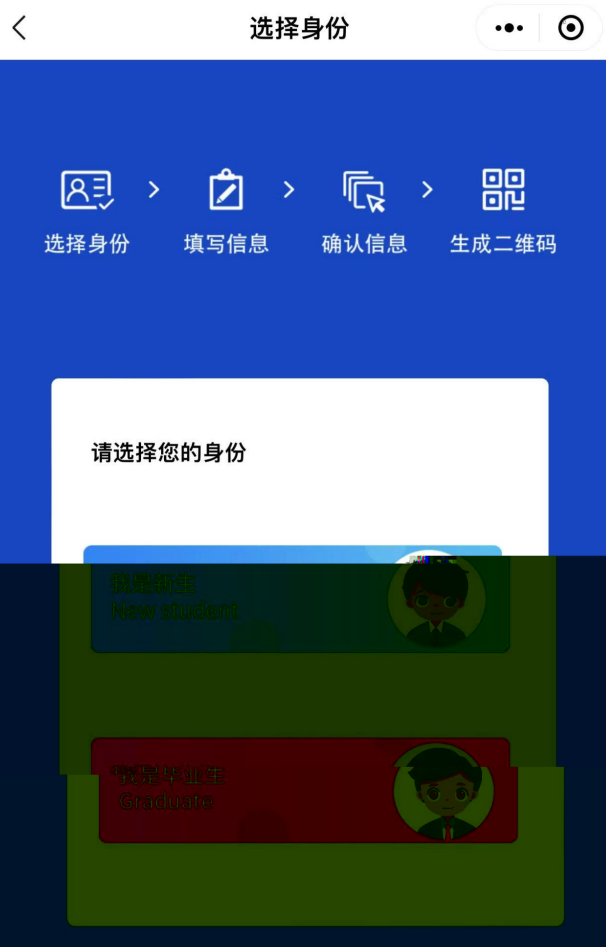 选择身份
选择身份 填写信息 确认信息 生成二维码
请选择您的身份
我是新生
New student
我是毕业生
Graduate